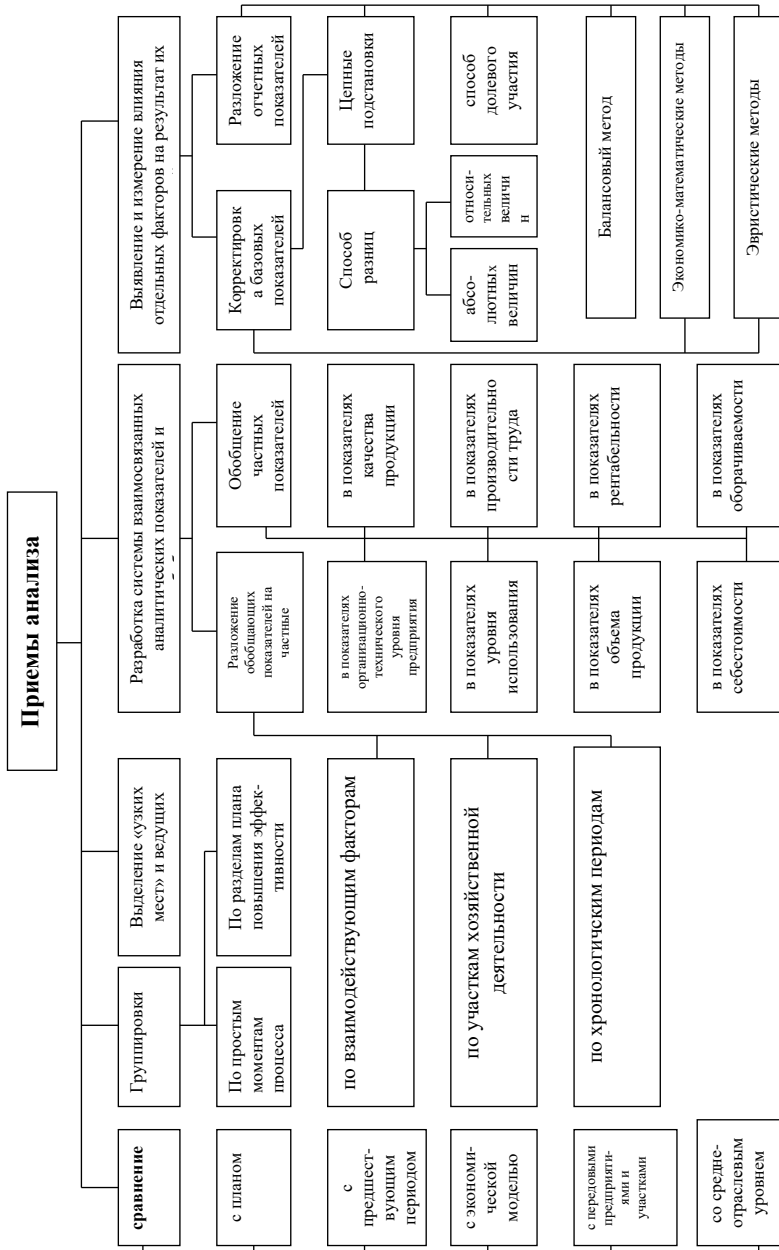 Приемы анализа
сравнение
Группировки
Выделение «узких
мест» и ведущих
Разработка системы взаимосвязанных
аналитических показателей и
Выявление и измерение влияния
отдельных факторов на результат их
с планом
По простым
моментам
процесса
По разделам плана
повышения эффек-
тивности
Разложение
обобщающих
показателей на
частные
Обобщение
частных
показателей
Корректировк
а базовых
показателей
Разложение
отчетных
показателей
с
предшест-
вующим
периодом
по взаимодействующим факторам
в показателях
организационно-
технического
уровня
предприятия
в показателях
качества
продукции
Способ
разниц
Цепные
подстановки
с экономи-
ческой
моделью
по участкам хозяйственной
деятельности
в показателях
уровня
использования
в показателях
производительно
сти труда
абсо-
лютных
величин
относи-
тельных
величи
н
способ
долевого
участия
с передовыми
предприяти-
ями и
участками
по хронологичским периодам
в показателях
объема
продукции
в показателях
рентабельности
Балансовый метод
Экономико-математические методы
со средне-
отраслевым
уровнем
в показателях
себестоимости
в показателях
оборачиваемости
Эвристические методы